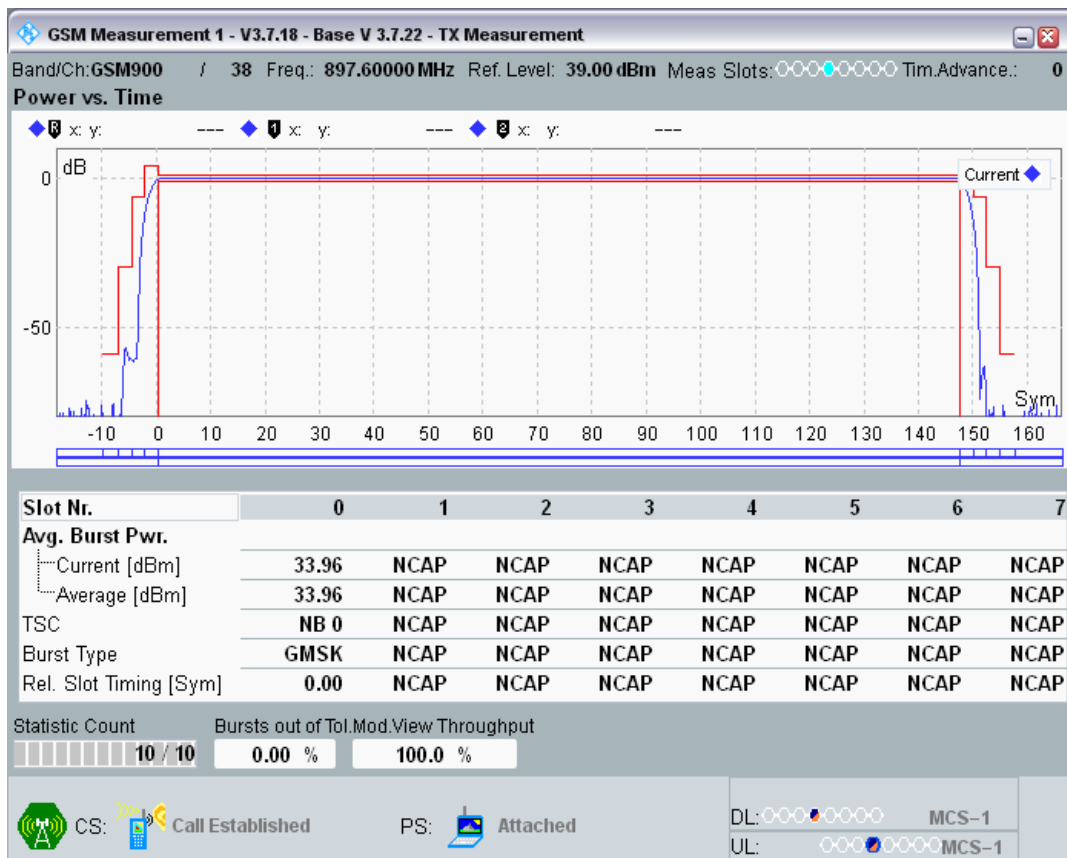 GSM Measurement 1 - V3.7.18 - Base V 3.7.22 - TX Measurement
Band/Ch:GSM900 / 38 Freq.: 897.60000 MHz Ref. Level: 39.00 dBm Meas Slots: Tim.Advance.: 0
Power vs. Time
R x: y: --- 1 x: y: --- 2 x: y: ---
dB
Current
0
-50
Sym
-10 0 10 20 30 40 50 60 70 80 90 100 110 120 130 140 150 160
Slot Nr. 0 1 2 3 4 5 6 7
Avg. Burst Pwr.
Current [dBm] 33.96 NCAP NCAP NCAP NCAP NCAP NCAP NCAP
Average [dBm] 33.96 NCAP NCAP NCAP NCAP NCAP NCAP NCAP
TSC NB 0 NCAP NCAP NCAP NCAP NCAP NCAP NCAP
Burst Type GMSK NCAP NCAP NCAP NCAP NCAP NCAP NCAP
Rel. Slot Timing [Sym] 0.00 NCAP NCAP NCAP NCAP NCAP NCAP NCAP
Statistic Count Bursts out of Tol.Mod.View Throughput
10 / 10 0.00 % 100.0 %
CS: Call Established PS: Attached
DL: MCS-1
UL: MCS-1